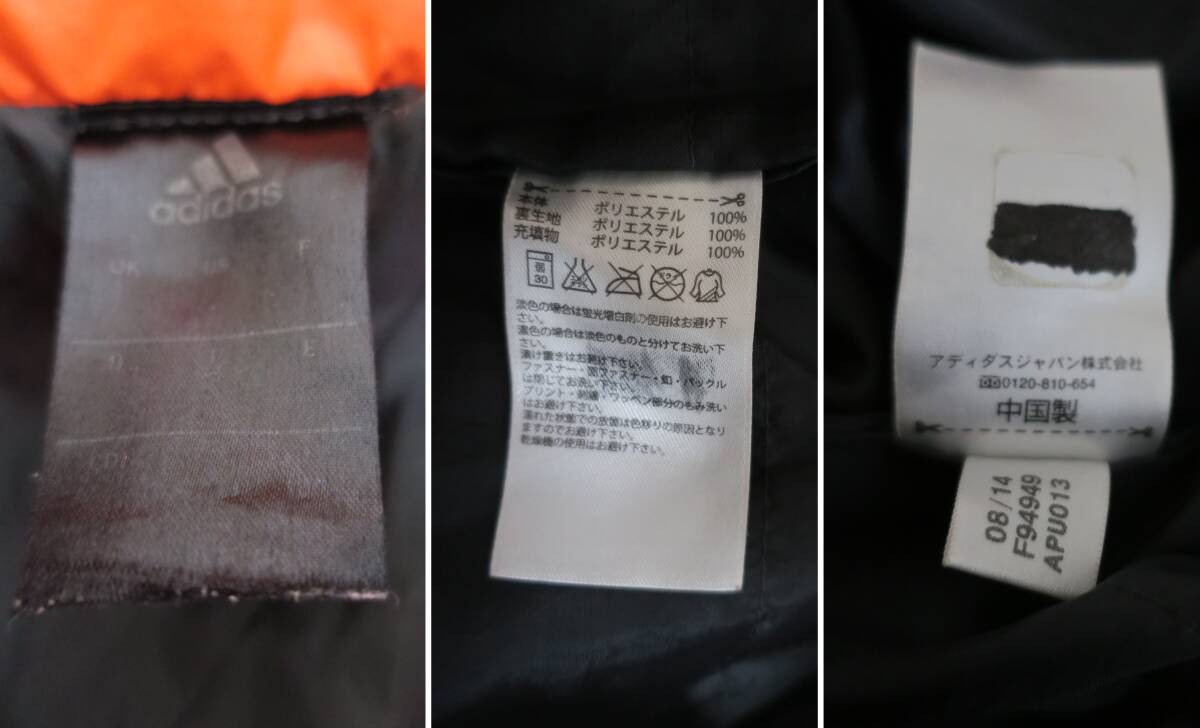 adidas
UK
F
D
本体 ポリエステル 100%
裏生地 ポリエステル 100%
充填物 ポリエステル 100%
弱
30
淡色の場合は蛍光増白剤の使用はお避け下
さい。
濃色の場合は淡色のものと分けてお洗い下
さい。
漬け置きはお避け下さい。
ファスナー・面ファスナー・釦・バックル
は閉じてお洗い下さい。
プリント・刺繍・ワッペン部分のもみ洗い
はお避け下さい。
濡れた状態での放置は色移りの原因となり
ますのでお避け下さい。
乾燥機の使用はお避け下さい。
アディダスジャパン株式会社
0120-810-654
中国製
08/14
F94949
APU013